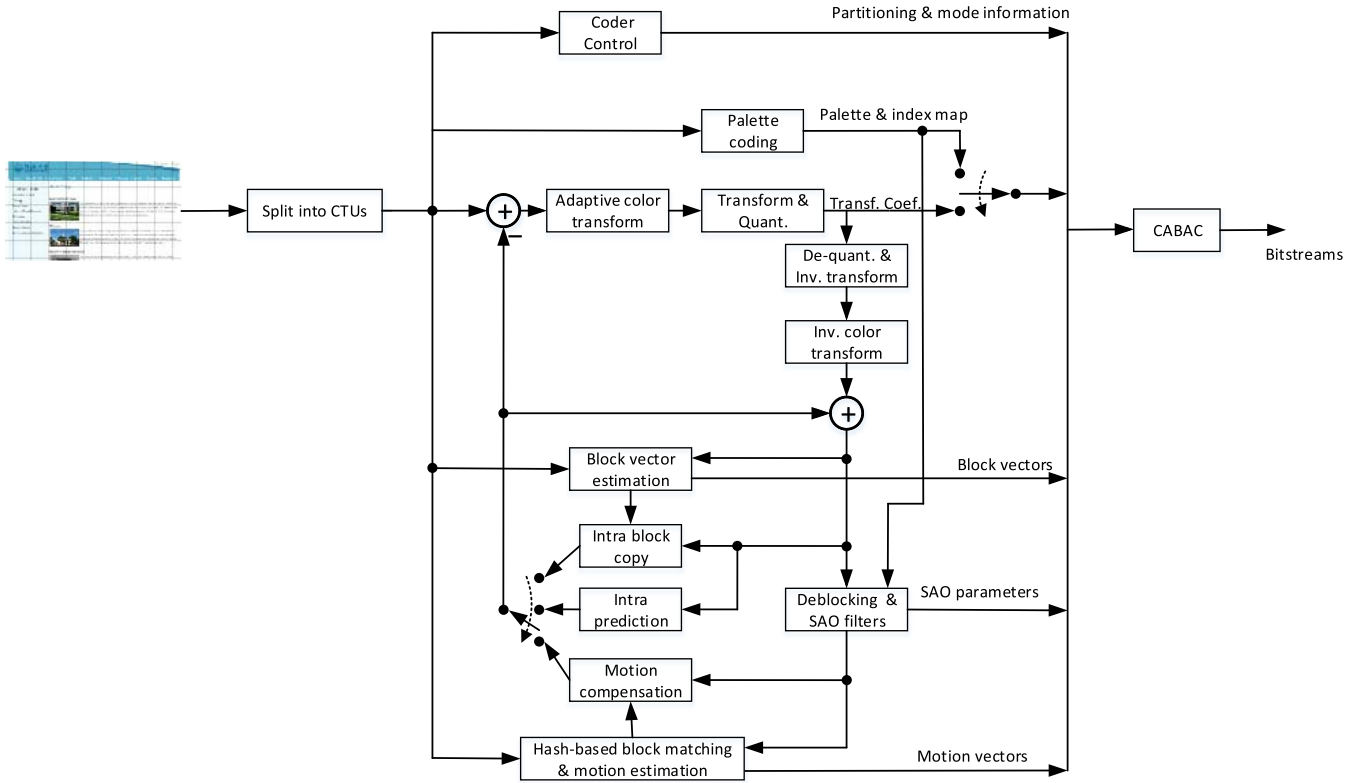 Partitioning & mode information
Coder
Control
Palette
coding
Palette & index map
Split into CTUs
Adaptive color
transform
Transform &
Quant.
Transf. Coef.
CABAC
Bitstreams
De-quant. &
Inv. transform
Inv. color
transform
Block vector
estimation
Block vectors
Intra block
copy
Intra
prediction
Deblocking &
SAO filters
SAO parameters
Motion
compensation
Hash-based block matching
& motion estimation
Motion vectors